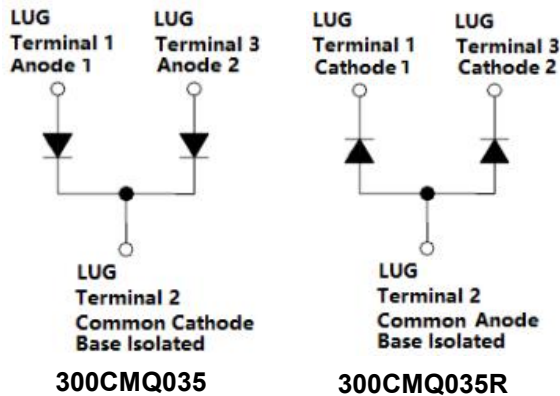 LUG
Terminal 1
Anode 1
LUG
Terminal 3
Anode 2
LUG
Terminal 2
Common Cathode
Base Isolated
300CMQ035
LUG
Terminal 1
Cathode 1
LUG
Terminal 3
Cathode 2
LUG
Terminal 2
Common Anode
Base Isolated
300CMQ035R